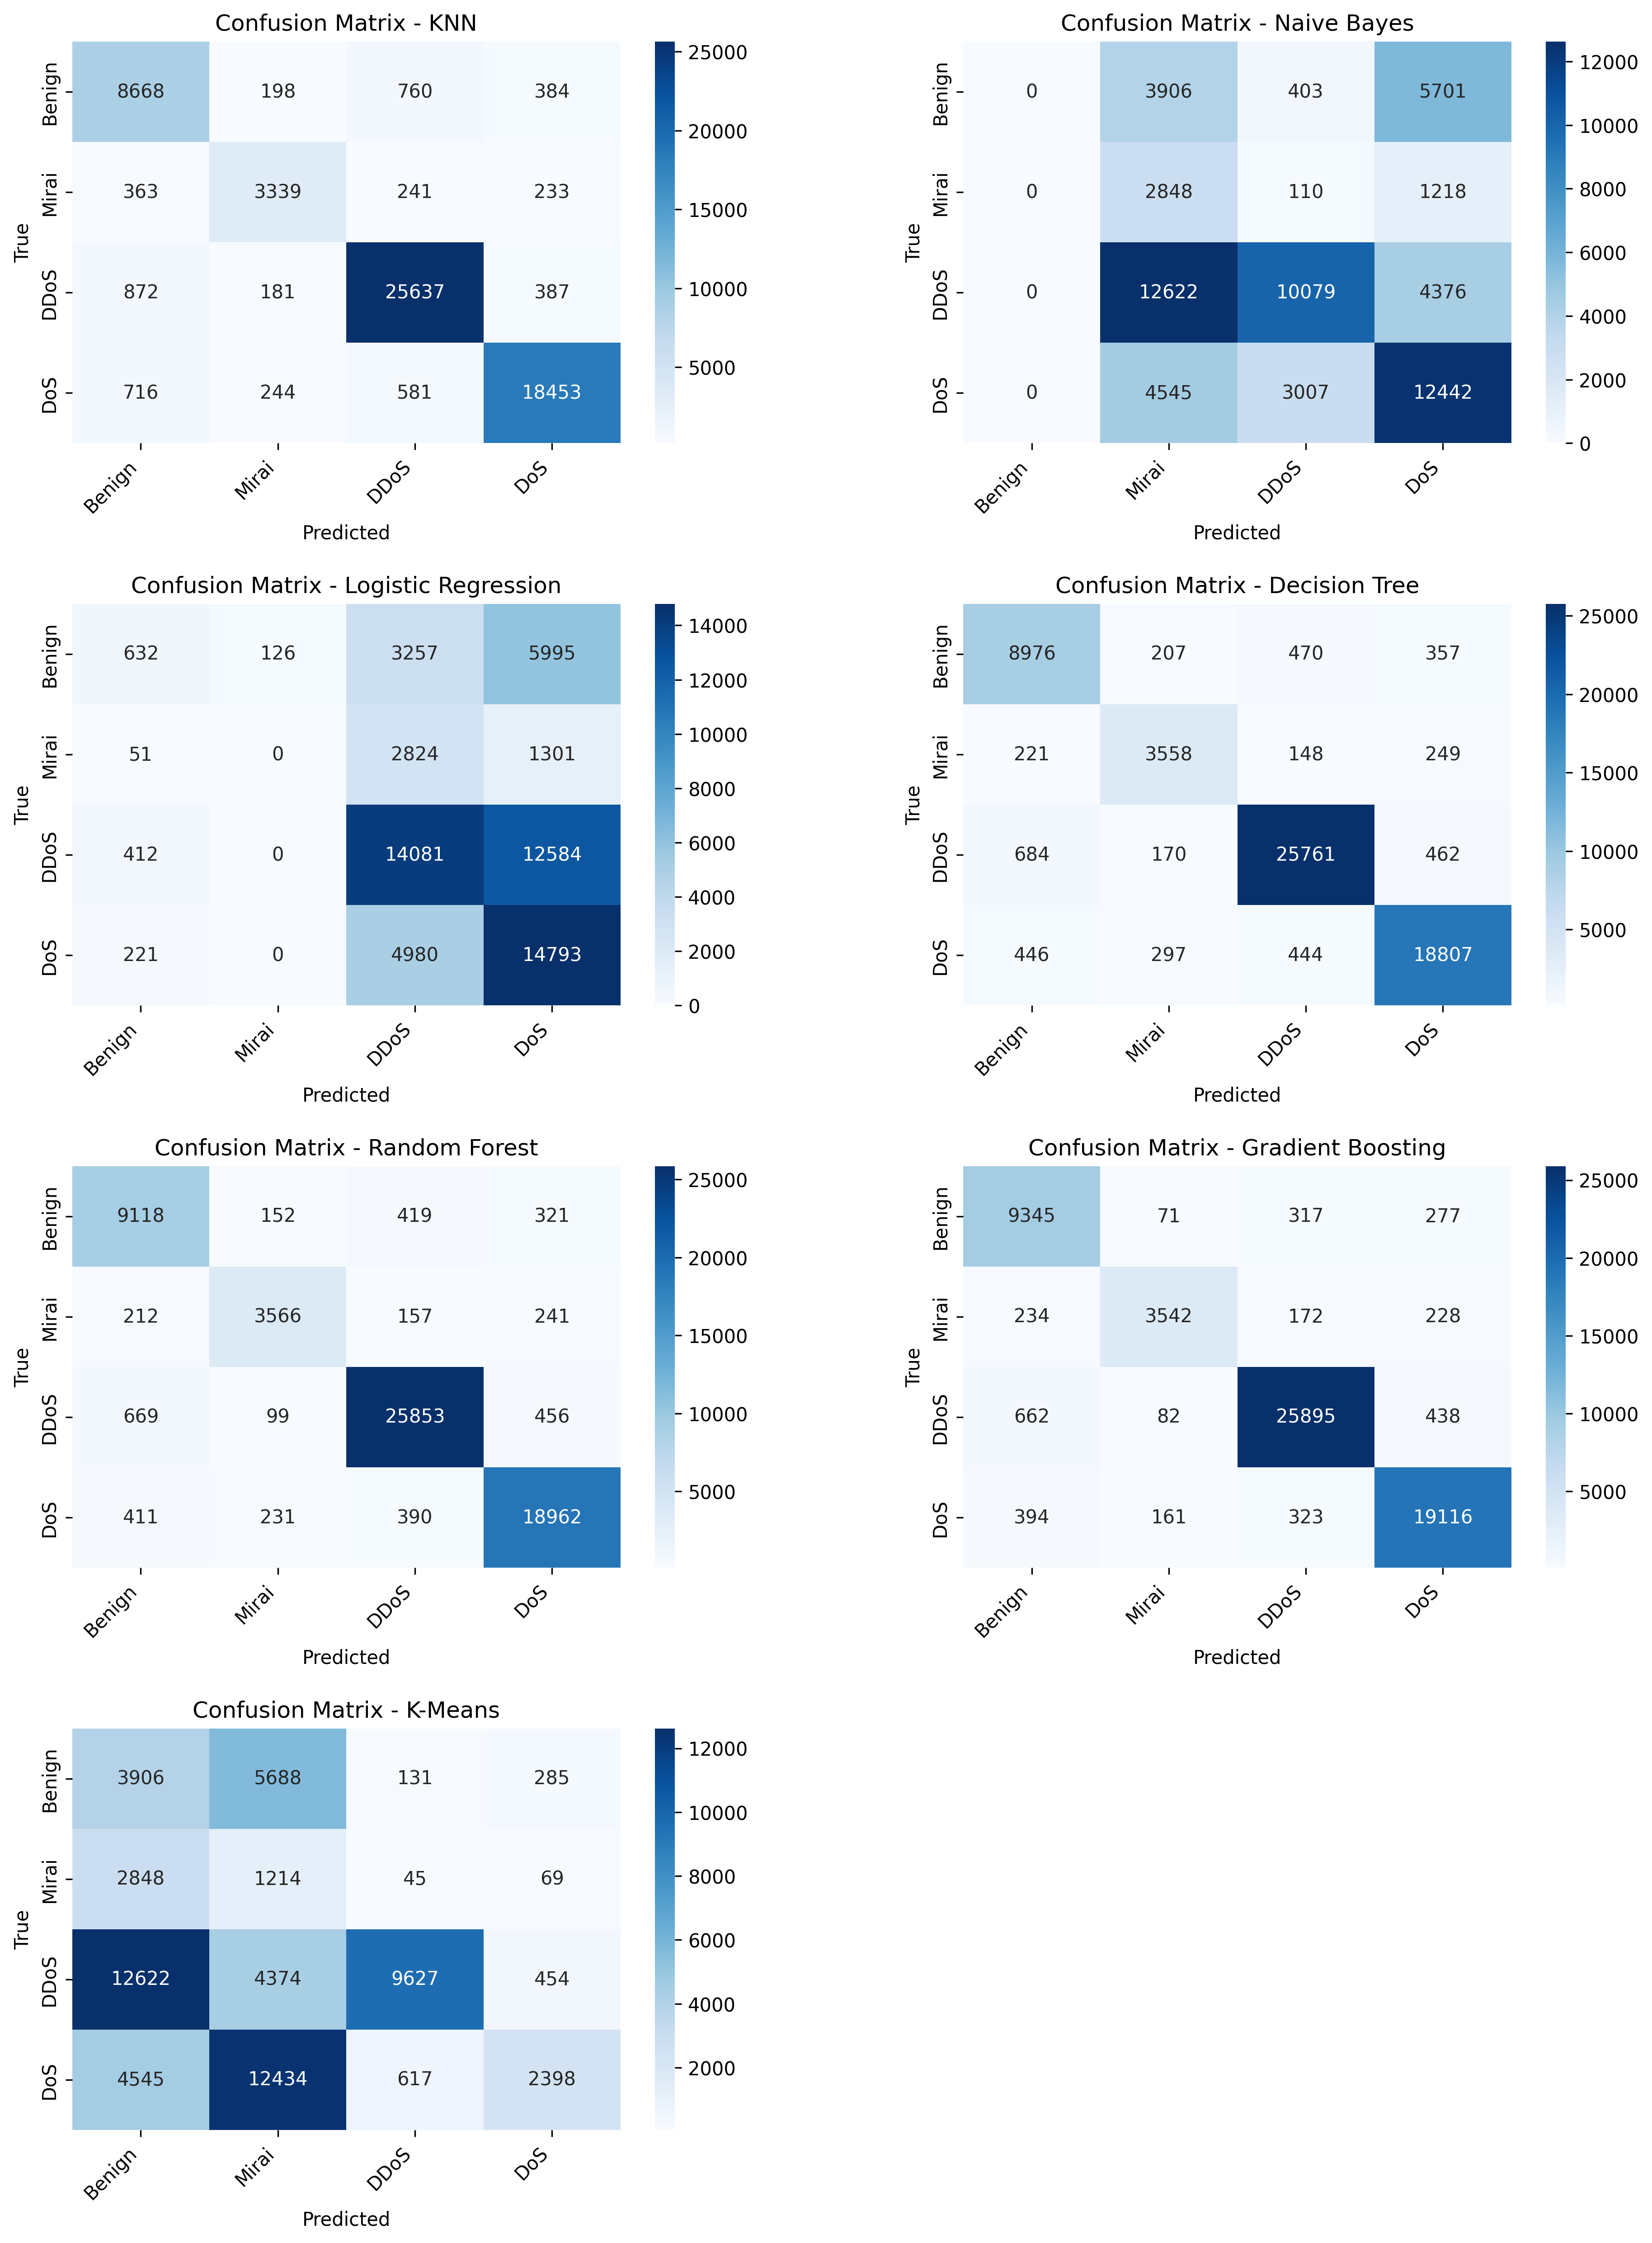 Confusion Matrix - KNN
Benign 8668 198 760 384
Mirai 363 3339 241 233
DDoS 872 181 25637 387
DoS 716 244 581 18453
True
Benign Mirai DDoS DoS
Predicted
25000
20000
15000
10000
5000
Confusion Matrix - Naive Bayes
Benign 0 3906 403 5701
Mirai 0 2848 110 1218
DDoS 0 12622 10079 4376
DoS 0 4545 3007 12442
True
Benign Mirai DDoS DoS
Predicted
12000
10000
8000
6000
4000
2000
0
Confusion Matrix - Logistic Regression
Benign 632 126 3257 5995
Mirai 51 0 2824 1301
DDoS 412 0 14081 12584
DoS 221 0 4980 14793
True
Benign Mirai DDoS DoS
Predicted
14000
12000
10000
8000
6000
4000
2000
0
Confusion Matrix - Decision Tree
Benign 8976 207 470 357
Mirai 221 3558 148 249
DDoS 684 170 25761 462
DoS 446 297 444 18807
True
Benign Mirai DDoS DoS
Predicted
25000
20000
15000
10000
5000
Confusion Matrix - Random Forest
Benign 9118 152 419 321
Mirai 212 3566 157 241
DDoS 669 99 25853 456
DoS 411 231 390 18962
True
Benign Mirai DDoS DoS
Predicted
25000
20000
15000
10000
5000
Confusion Matrix - Gradient Boosting
Benign 9345 71 317 277
Mirai 234 3542 172 228
DDoS 662 82 25895 438
DoS 394 161 323 19116
True
Benign Mirai DDoS DoS
Predicted
25000
20000
15000
10000
5000
Confusion Matrix - K-Means
Benign 3906 5688 131 285
Mirai 2848 1214 45 69
DDoS 12622 4374 9627 454
DoS 4545 12434 617 2398
True
Benign Mirai DDoS DoS
Predicted
12000
10000
8000
6000
4000
2000